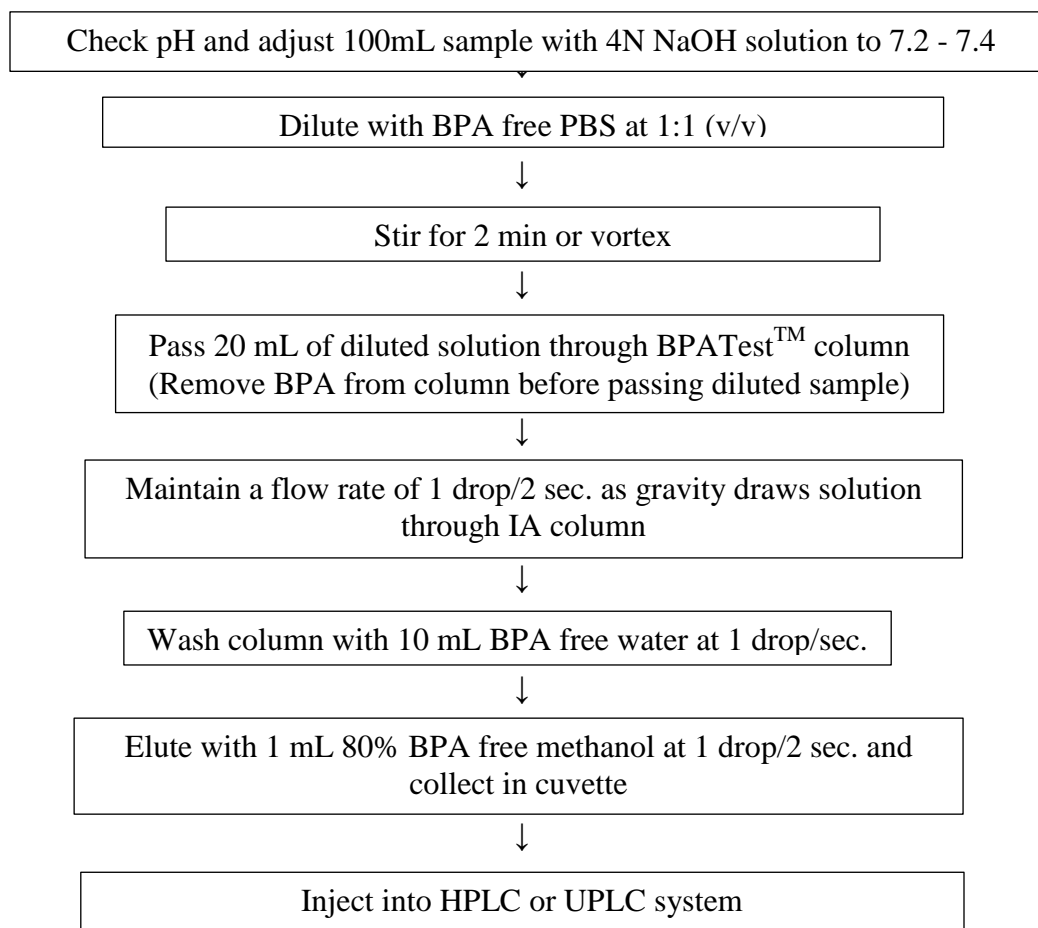 Check pH and adjust 100mL sample with 4N NaOH solution to 7.2 - 7.4
Dilute with BPA free PBS at 1:1 (v/v)
↓
Stir for 2 min or vortex
↓
Pass 20 mL of diluted solution through BPATest™ column
(Remove BPA from column before passing diluted sample)
↓
Maintain a flow rate of 1 drop/2 sec. as gravity draws solution
through IA column
↓
Wash column with 10 mL BPA free water at 1 drop/sec.
↓
Elute with 1 mL 80% BPA free methanol at 1 drop/2 sec. and
collect in cuvette
↓
Inject into HPLC or UPLC system